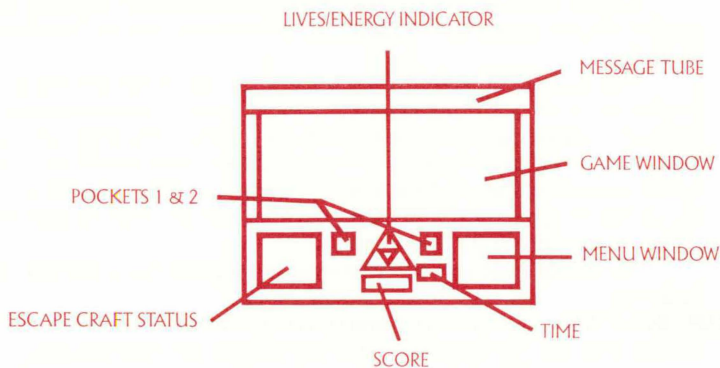 LIVES/ENERGY INDICATOR
MESSAGE TUBE
GAME WINDOW
POCKETS 1 & 2
MENU WINDOW
ESCAPE CRAFT STATUS
TIME
SCORE